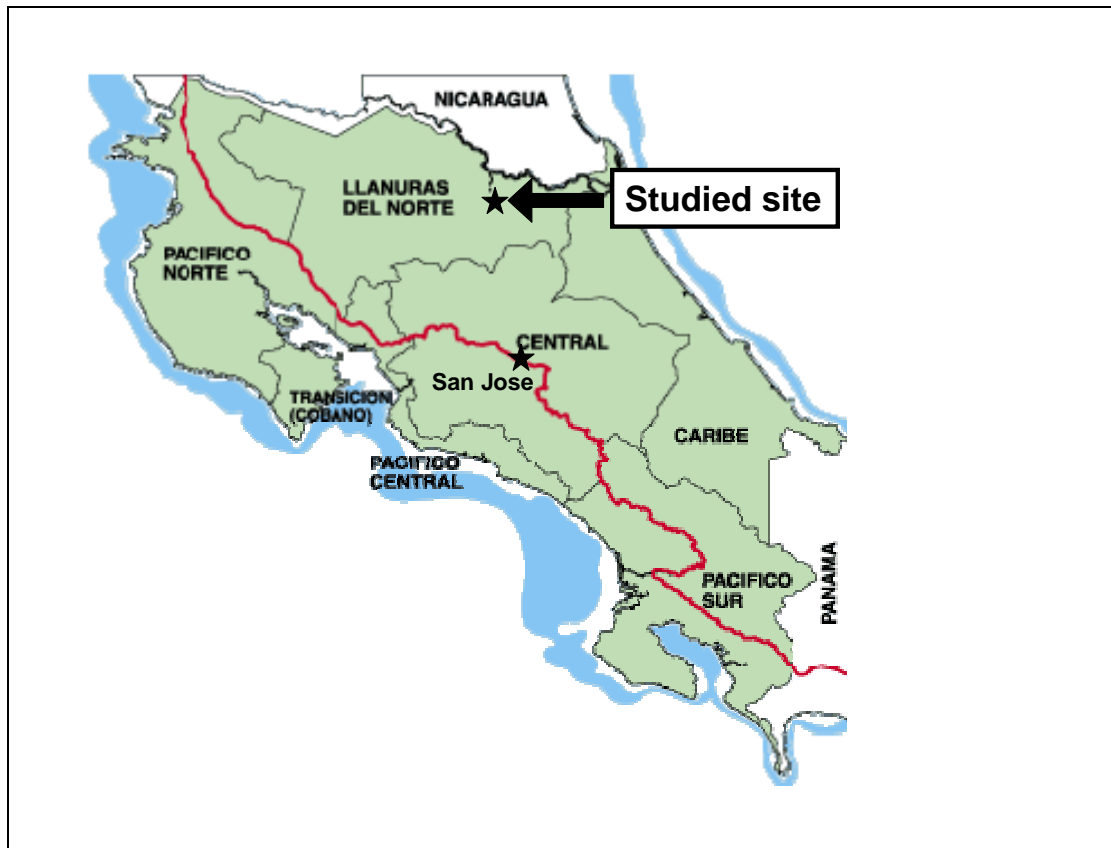 NICARAGUA
LLANURAS
DEL NORTE
Studied site
PACIFICO
NORTE
CENTRAL
San Jose
TRANSICION
(COBANO)
CARIBE
PACIFICO
CENTRAL
PACIFICO
SUR
PANAMA